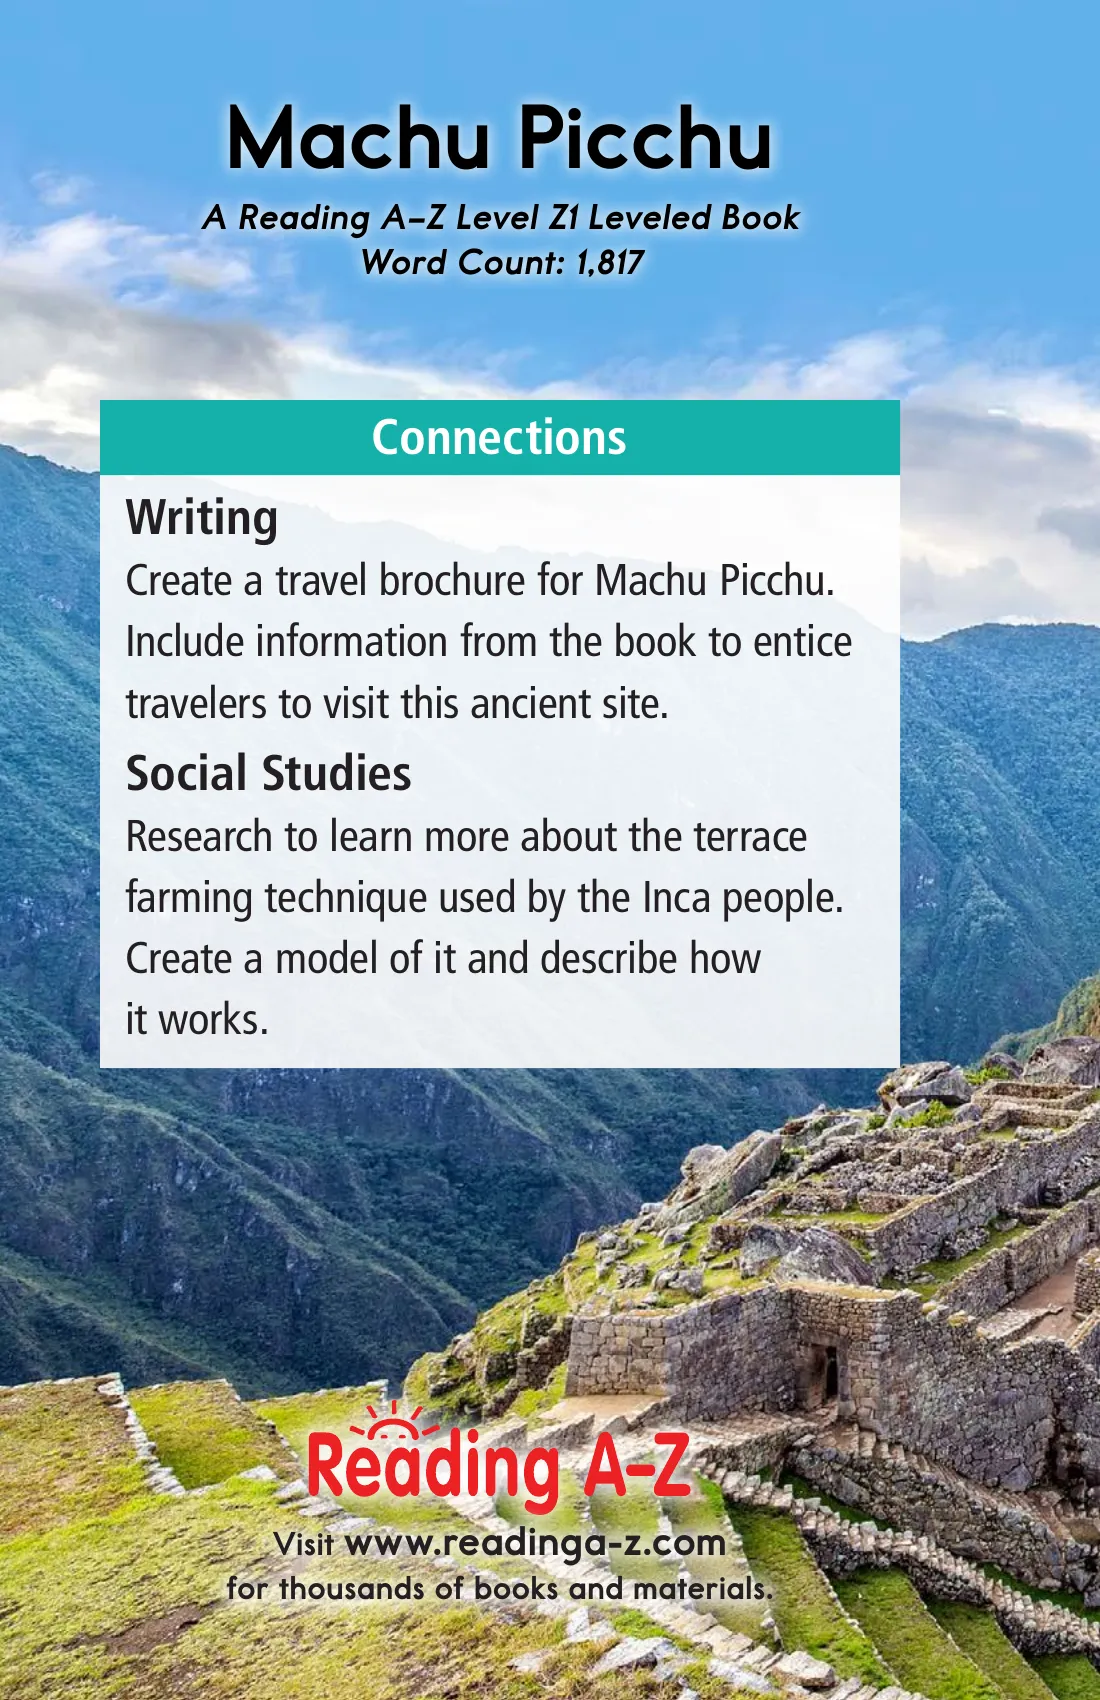 Machu Picchu
A Reading A–Z Level Z1 Leveled Book
Word Count: 1,817
Connections
Writing
Create a travel brochure for Machu Picchu.
Include information from the book to entice
travelers to visit this ancient site.
Social Studies
Research to learn more about the terrace
farming technique used by the Inca people.
Create a model of it and describe how
it works.
Reading A–Z
Visit www.readinga-z.com
for thousands of books and materials.